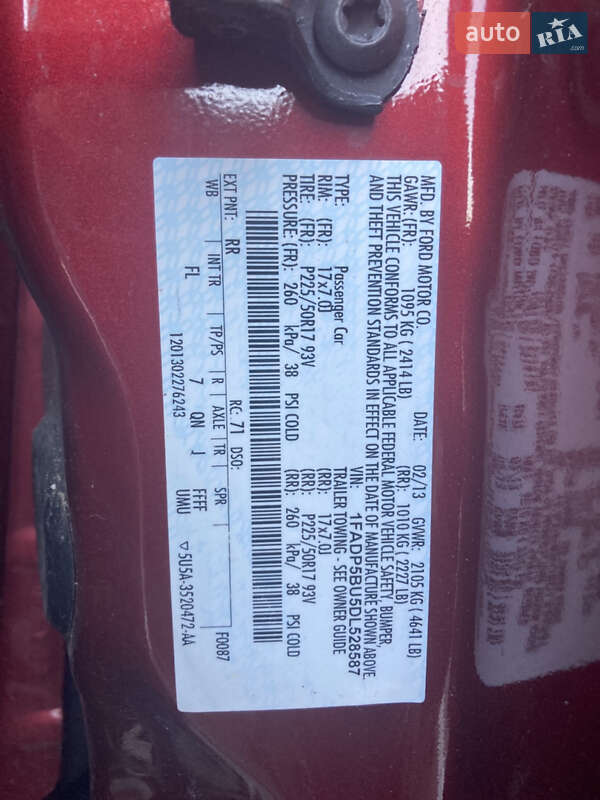 auto RIA.com
MFD. BY FORD MOTOR CO.
DATE: 02/13 GVWR: 2105 KG ( 4641 LB)
GAWR: (FR): 1095 KG ( 2414 LB) (RR): 1010 KG ( 2227 LB)
THIS VEHICLE CONFORMS TO ALL APPLICABLE FEDERAL MOTOR VEHICLE SAFETY, BUMPER,
AND THEFT PREVENTION STANDARDS IN EFFECT ON THE DATE OF MANUFACTURE SHOWN ABOVE.
VIN: 1FADP5BU5DL528587
TYPE: Passenger Car TRAILER TOWING - SEE OWNER GUIDE
RIM: (FR): 17x7.0J (RR): 17x7.0J
TIRE: (FR): P225/50R17 93V (RR): P225/50R17 93V
PRESSURE (FR): 260 kPa/ 38 PSI COLD (RR): 260 kPa/ 38 PSI COLD
EXT PNT: RR RC: 71 DSO: F0087
WB INT TR TP/PS R AXLE TR SPR
FL 7 QN J FFFF UMU
1201302276243 ▽5U5A-3520472-AA